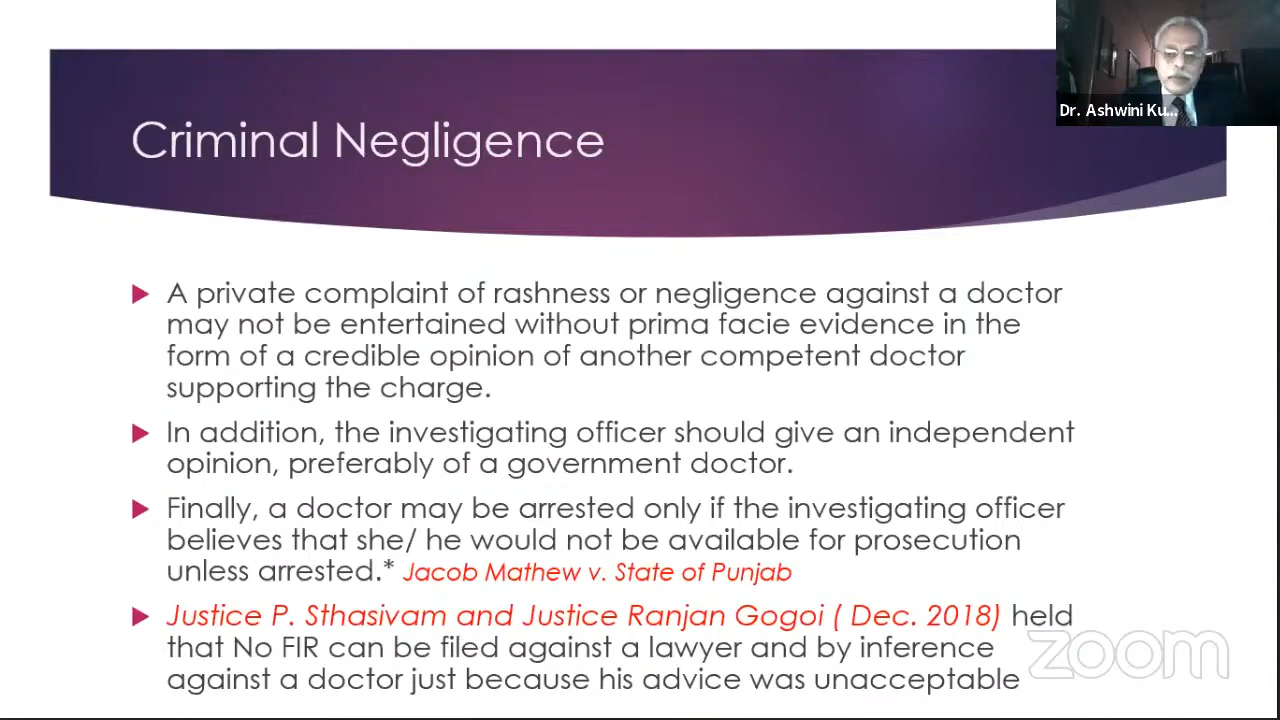 Dr. Ashwini Ku...
Criminal Negligence
A private complaint of rashness or negligence against a doctor
may not be entertained without prima facie evidence in the
form of a credible opinion of another competent doctor
supporting the charge.
In addition, the investigating officer should give an independent
opinion, preferably of a government doctor.
Finally, a doctor may be arrested only if the investigating officer
believes that she/ he would not be available for prosecution
unless arrested.* Jacob Mathew v. State of Punjab
Justice P. Sthasivam and Justice Ranjan Gogoi ( Dec. 2018) held
that No FIR can be filed against a lawyer and by inference
against a doctor just because his advice was unacceptable
zoom